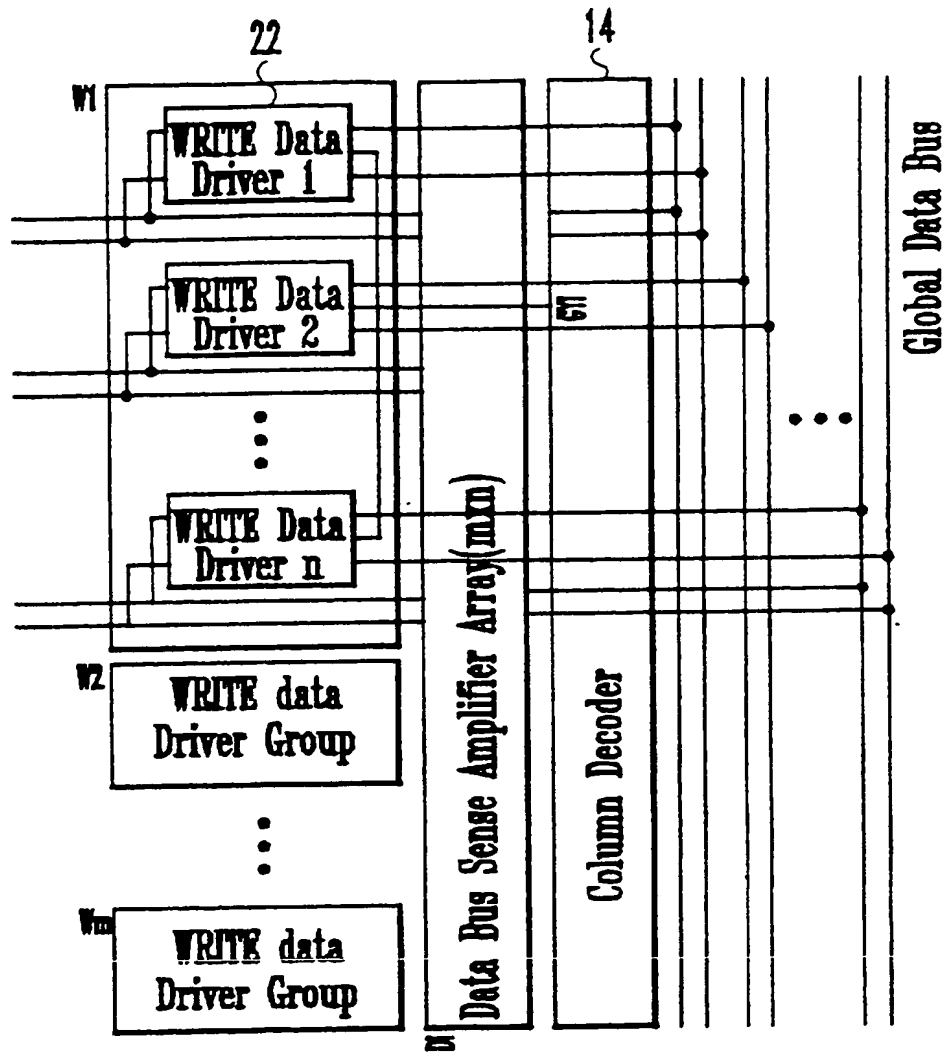 22
14
W1
WRITE Data
Driver 1
WRITE Data
Driver 2
GYI
WRITE Data
Driver n
W2
WRITE data
Driver Group
Wm
WRITE data
Driver Group
Data Bus Sense Amplifier Array(mxn)
Column Decoder
Global Data Bus